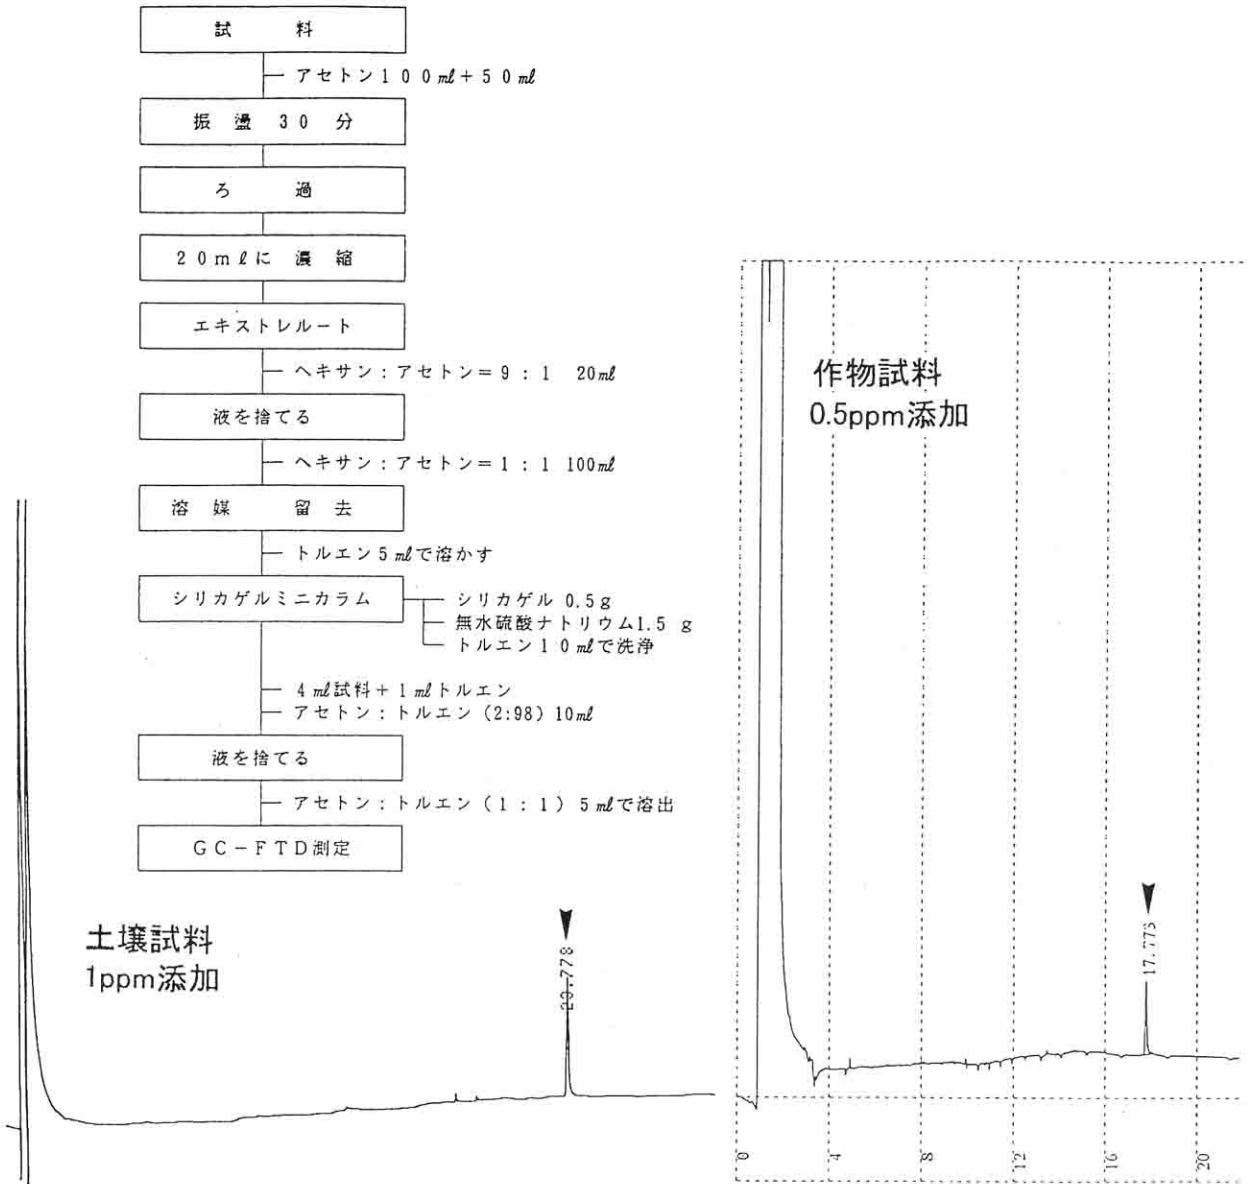 試 料
アセトン100㎖+50㎖
振 盪 30 分
ろ 過
20mℓに 濃 縮
エキストレルート
ヘキサン:アセトン=9:1 20㎖
液を捨てる
ヘキサン:アセトン=1:1 100㎖
溶 媒 留 去
トルエン5㎖で溶かす
シリカゲルミニカラム
シリカゲル 0.5g
無水硫酸ナトリウム1.5 g
トルエン10㎖で洗浄
4㎖試料+1㎖トルエン
アセトン:トルエン(2:98)10㎖
液を捨てる
アセトン:トルエン(1:1)5㎖で溶出
GC-FTD測定
土壌試料
1ppm添加
作物試料
0.5ppm添加
17.773
0
4
8
12
16
20